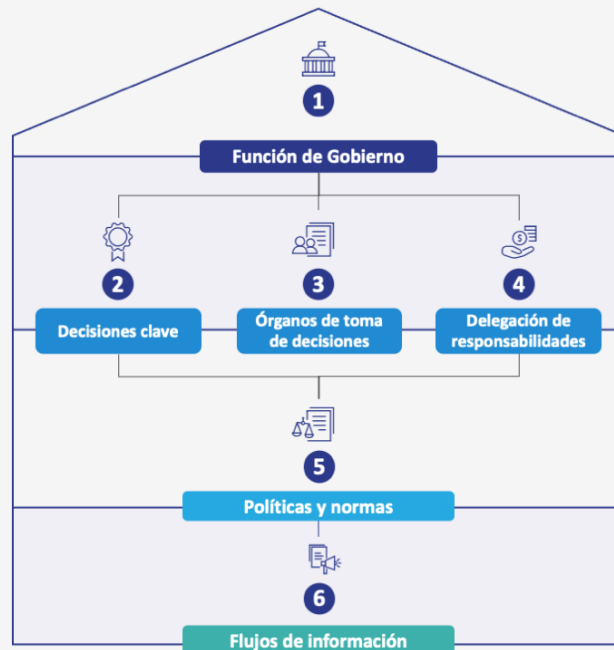 1
Función de Gobierno
2
3
4
Decisiones clave
Órganos de toma
de decisiones
Delegación de
responsabilidades
$
5
Políticas y normas
6
Flujos de información